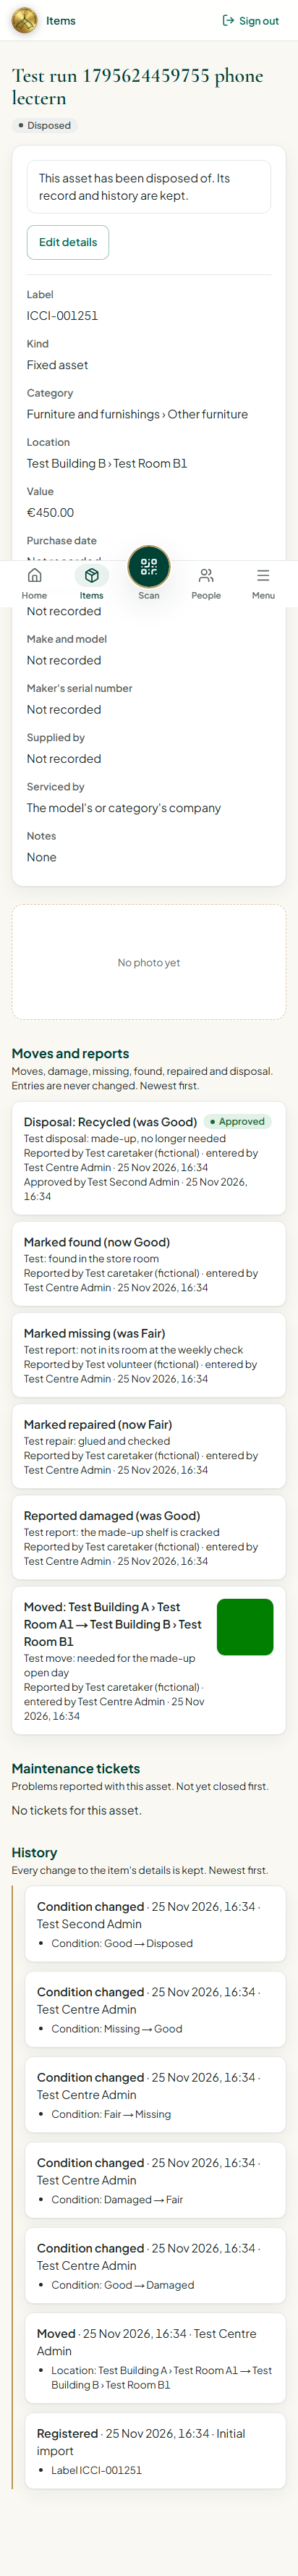 Items
Sign out
Test run 1795624459755 phone
lectern
Disposed
This asset has been disposed of. Its
record and history are kept.
Edit details
Label
ICCI-001251
Kind
Fixed asset
Category
Furniture and furnishings › Other furniture
Location
Test Building B › Test Room B1
Value
€450.00
Purchase date
Home
Items
Scan
People
Menu
Not recorded
Make and model
Not recorded
Maker's serial number
Not recorded
Supplied by
Not recorded
Serviced by
The model's or category's company
Notes
None
No photo yet
Moves and reports
Moves, damage, missing, found, repaired and disposal.
Entries are never changed. Newest first.
Disposal: Recycled (was Good)
Approved
Test disposal: made-up, no longer needed
Reported by Test caretaker (fictional) · entered by
Test Centre Admin · 25 Nov 2026, 16:34
Approved by Test Second Admin · 25 Nov 2026,
16:34
Marked found (now Good)
Test: found in the store room
Reported by Test caretaker (fictional) · entered by
Test Centre Admin · 25 Nov 2026, 16:34
Marked missing (was Fair)
Test report: not in its room at the weekly check
Reported by Test volunteer (fictional) · entered by
Test Centre Admin · 25 Nov 2026, 16:34
Marked repaired (now Fair)
Test repair: glued and checked
Reported by Test caretaker (fictional) · entered by
Test Centre Admin · 25 Nov 2026, 16:34
Reported damaged (was Good)
Test report: the made-up shelf is cracked
Reported by Test caretaker (fictional) · entered by
Test Centre Admin · 25 Nov 2026, 16:34
Moved: Test Building A › Test
Room A1 → Test Building B › Test
Room B1
Test move: needed for the made-up
open day
Reported by Test caretaker (fictional) ·
entered by Test Centre Admin · 25 Nov
2026, 16:34
Maintenance tickets
Problems reported with this asset. Not yet closed first.
No tickets for this asset.
History
Every change to the item's details is kept. Newest first.
Condition changed · 25 Nov 2026, 16:34 ·
Test Second Admin
• Condition: Good → Disposed
Condition changed · 25 Nov 2026, 16:34 ·
Test Centre Admin
• Condition: Missing → Good
Condition changed · 25 Nov 2026, 16:34 ·
Test Centre Admin
• Condition: Fair → Missing
Condition changed · 25 Nov 2026, 16:34 ·
Test Centre Admin
• Condition: Damaged → Fair
Condition changed · 25 Nov 2026, 16:34 ·
Test Centre Admin
• Condition: Good → Damaged
Moved · 25 Nov 2026, 16:34 · Test Centre
Admin
• Location: Test Building A › Test Room A1 → Test
Building B › Test Room B1
Registered · 25 Nov 2026, 16:34 · Initial
import
• Label ICCI-001251